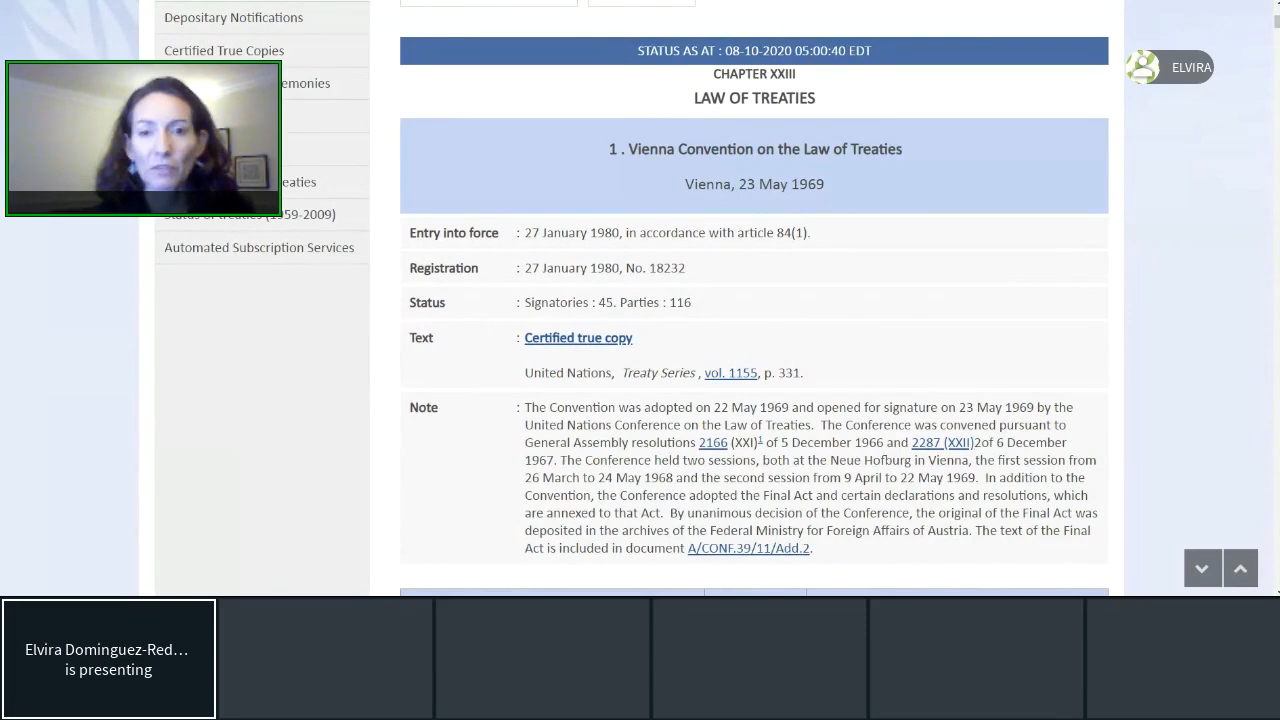 Depositary Notifications
Certified True Copies
emonies
eaties
Status of treaties (1959-2009)
Automated Subscription Services
STATUS AS AT : 08-10-2020 05:00:40 EDT
CHAPTER XXIII
LAW OF TREATIES
1 . Vienna Convention on the Law of Treaties
Vienna, 23 May 1969
Entry into force : 27 January 1980, in accordance with article 84(1).
Registration : 27 January 1980, No. 18232
Status : Signatories : 45. Parties : 116
Text : Certified true copy
United Nations, Treaty Series , vol. 1155, p. 331.
Note : The Convention was adopted on 22 May 1969 and opened for signature on 23 May 1969 by the
United Nations Conference on the Law of Treaties. The Conference was convened pursuant to
General Assembly resolutions 2166 (XXI)1 of 5 December 1966 and 2287 (XXII)2of 6 December
1967. The Conference held two sessions, both at the Neue Hofburg in Vienna, the first session from
26 March to 24 May 1968 and the second session from 9 April to 22 May 1969. In addition to the
Convention, the Conference adopted the Final Act and certain declarations and resolutions, which
are annexed to that Act. By unanimous decision of the Conference, the original of the Final Act was
deposited in the archives of the Federal Ministry for Foreign Affairs of Austria. The text of the Final
Act is included in document A/CONF.39/11/Add.2.
ELVIRA
Elvira Dominguez-Red…
is presenting